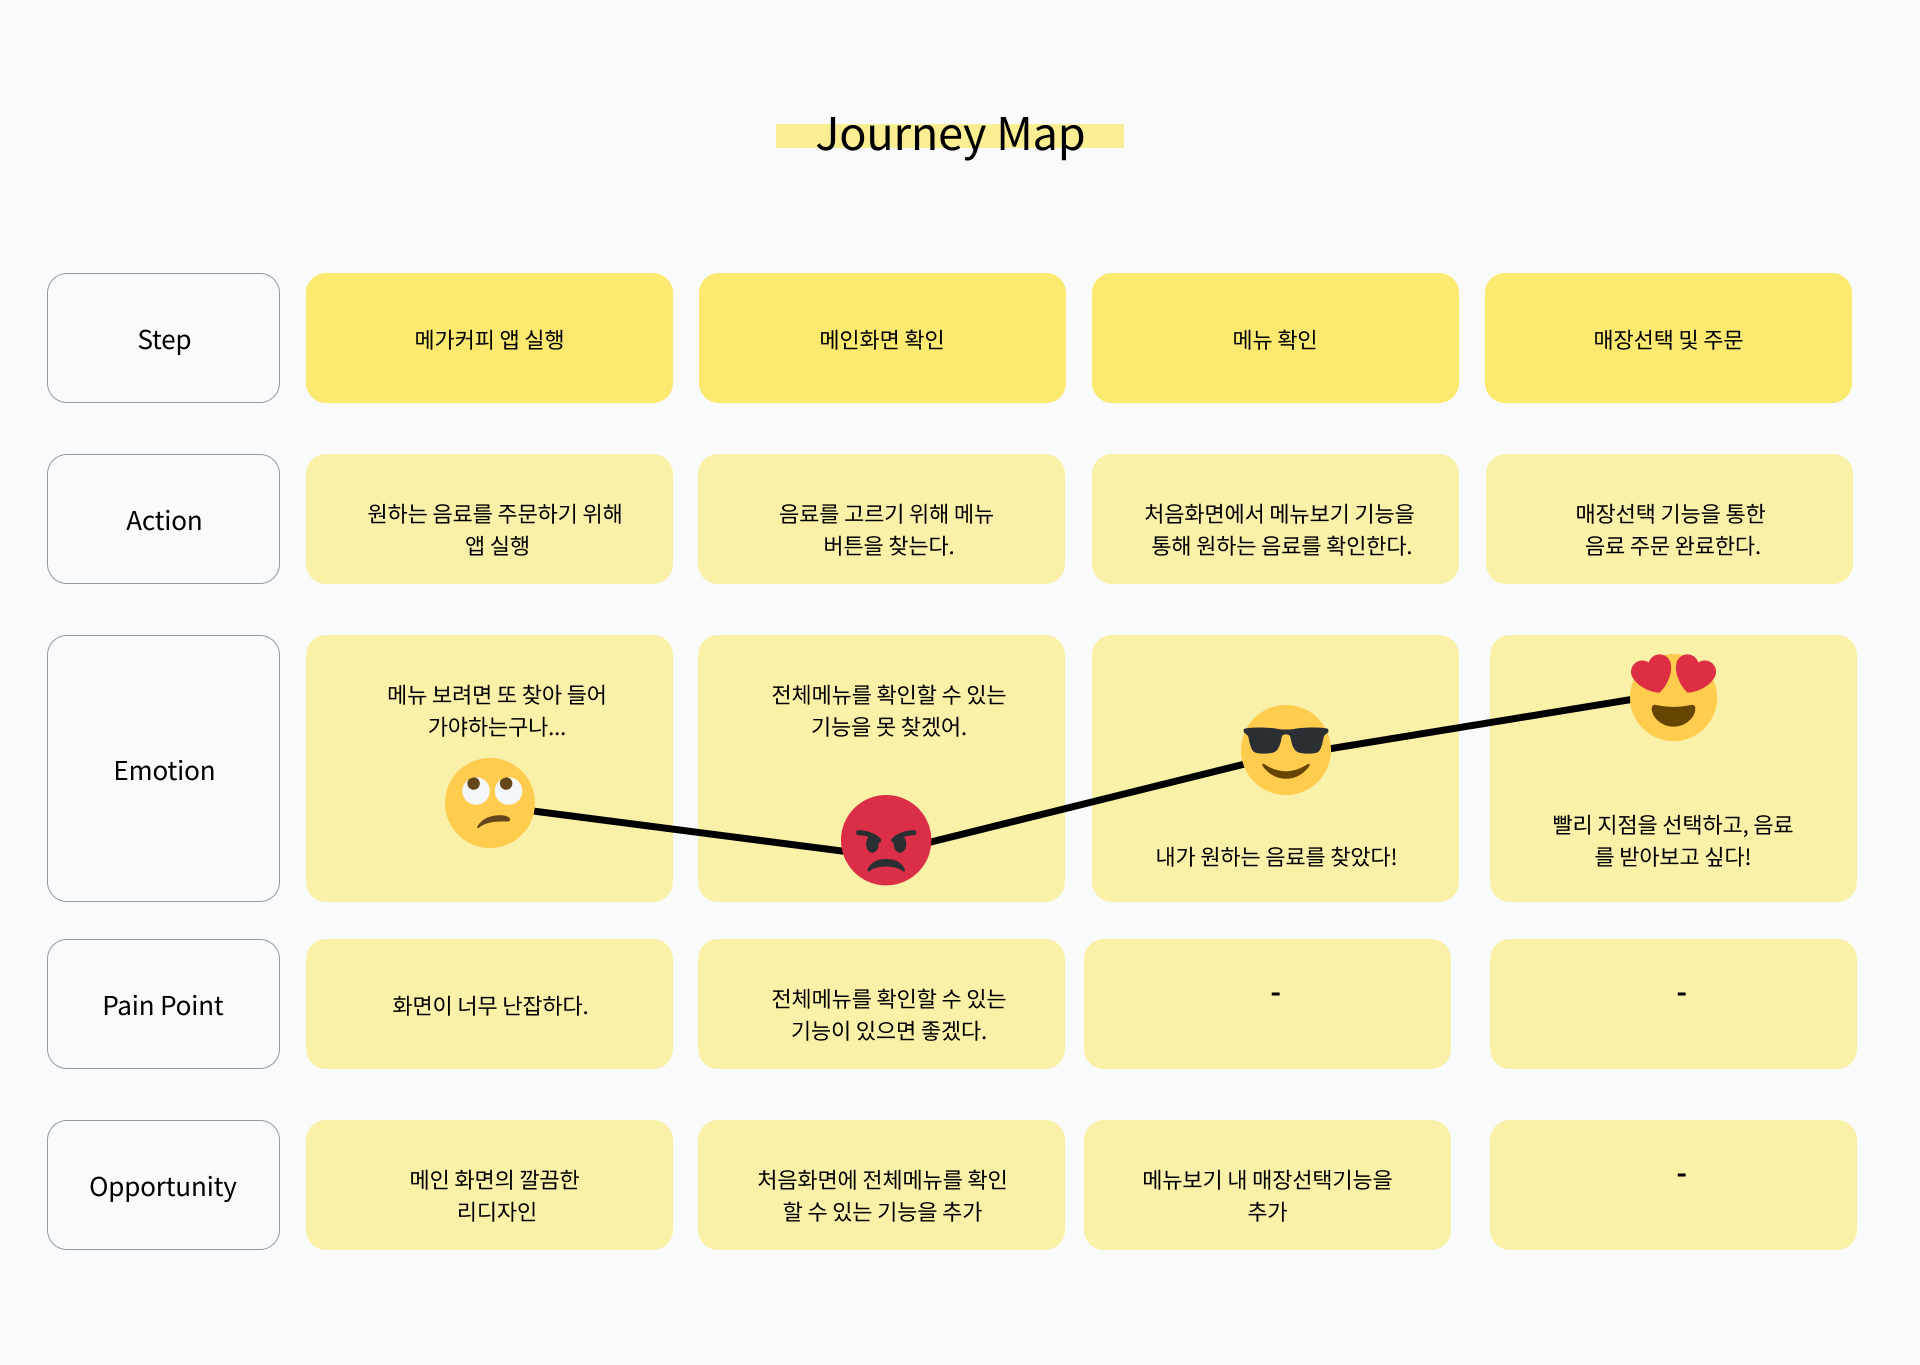 Journey Map
Step
메가커피 앱 실행
메인화면 확인
메뉴 확인
매장선택 및 주문
Action
원하는 음료를 주문하기 위해
앱 실행
음료를 고르기 위해 메뉴
버튼을 찾는다.
처음화면에서 메뉴보기 기능을
통해 원하는 음료를 확인한다.
매장선택 기능을 통한
음료 주문 완료한다.
Emotion
메뉴 보려면 또 찾아 들어
가야하는구나...
전체메뉴를 확인할 수 있는
기능을 못 찾겠어.
내가 원하는 음료를 찾았다!
빨리 지점을 선택하고, 음료
를 받아보고 싶다!
Pain Point
화면이 너무 난잡하다.
전체메뉴를 확인할 수 있는
기능이 있으면 좋겠다.
-
-
Opportunity
메인 화면의 깔끔한
리디자인
처음화면에 전체메뉴를 확인
할 수 있는 기능을 추가
메뉴보기 내 매장선택기능을
추가
-